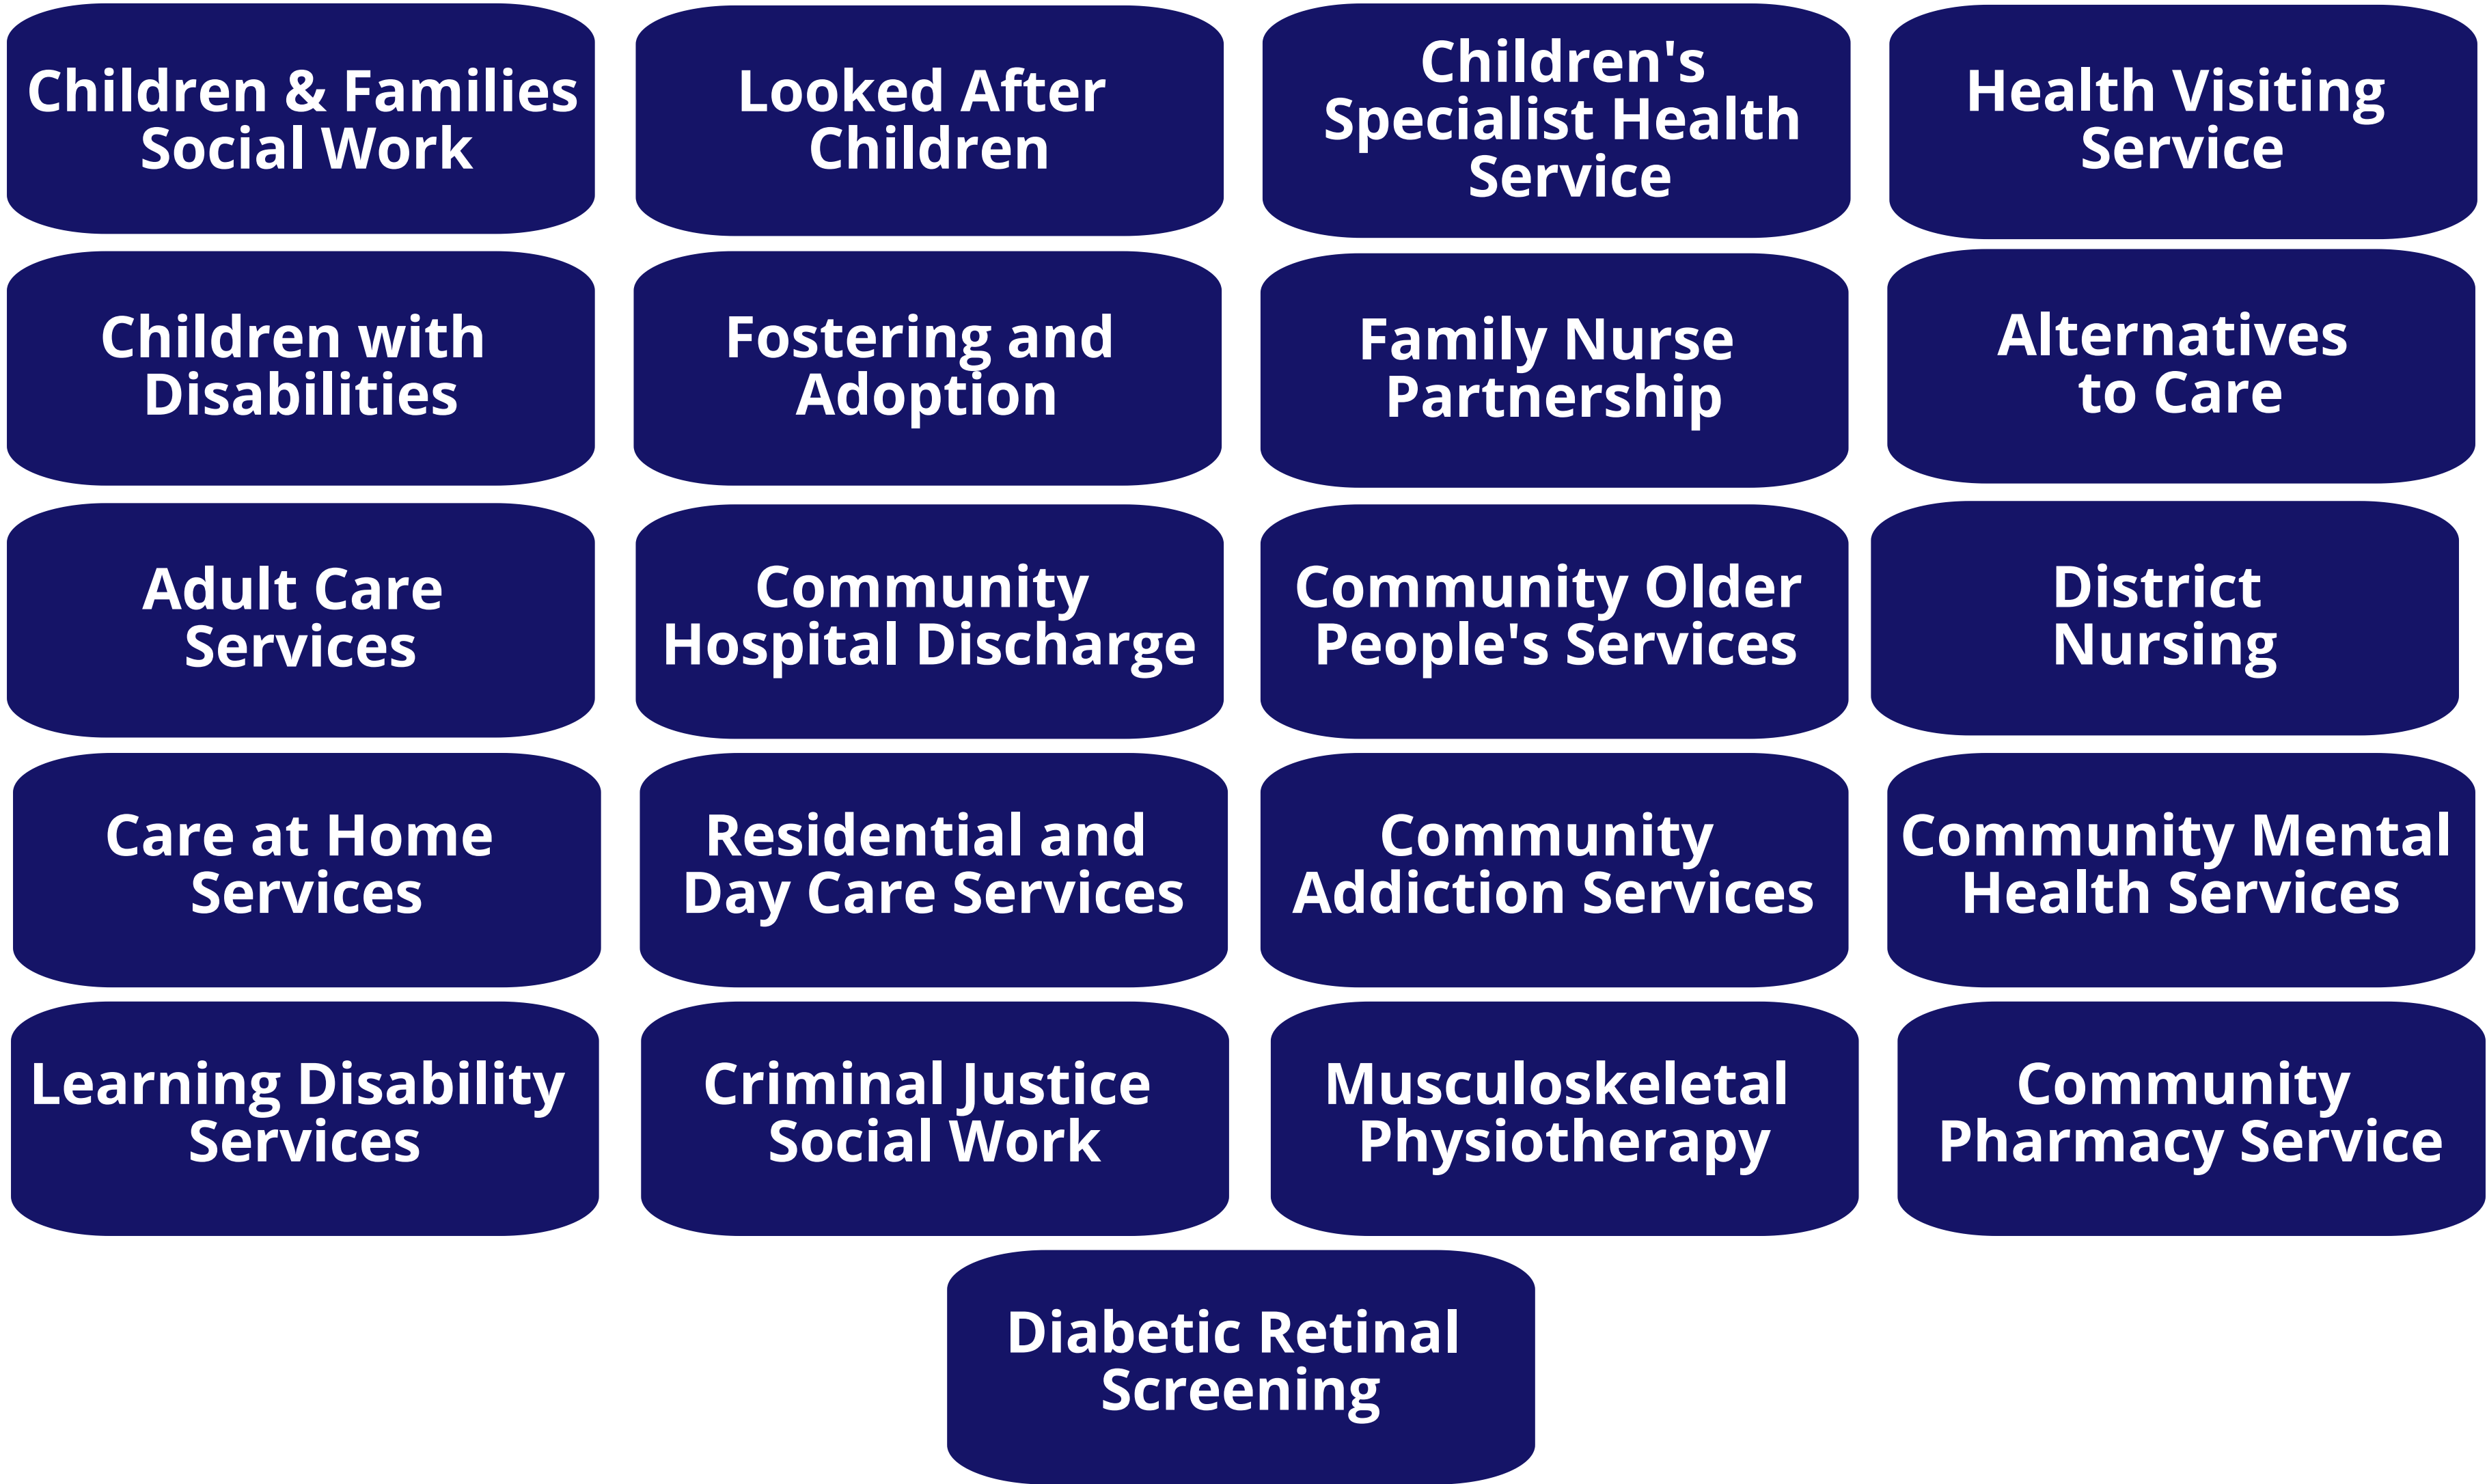 Children & Families
Social Work
Looked After
Children
Children's
Specialist Health
Service
Health Visiting
Service
Children with
Disabilities
Fostering and
Adoption
Family Nurse
Partnership
Alternatives
to Care
Adult Care
Services
Community
Hospital Discharge
Community Older
People's Services
District
Nursing
Care at Home
Services
Residential and
Day Care Services
Community
Addiction Services
Community Mental
Health Services
Learning Disability
Services
Criminal Justice
Social Work
Musculoskeletal
Physiotherapy
Community
Pharmacy Service
Diabetic Retinal
Screening